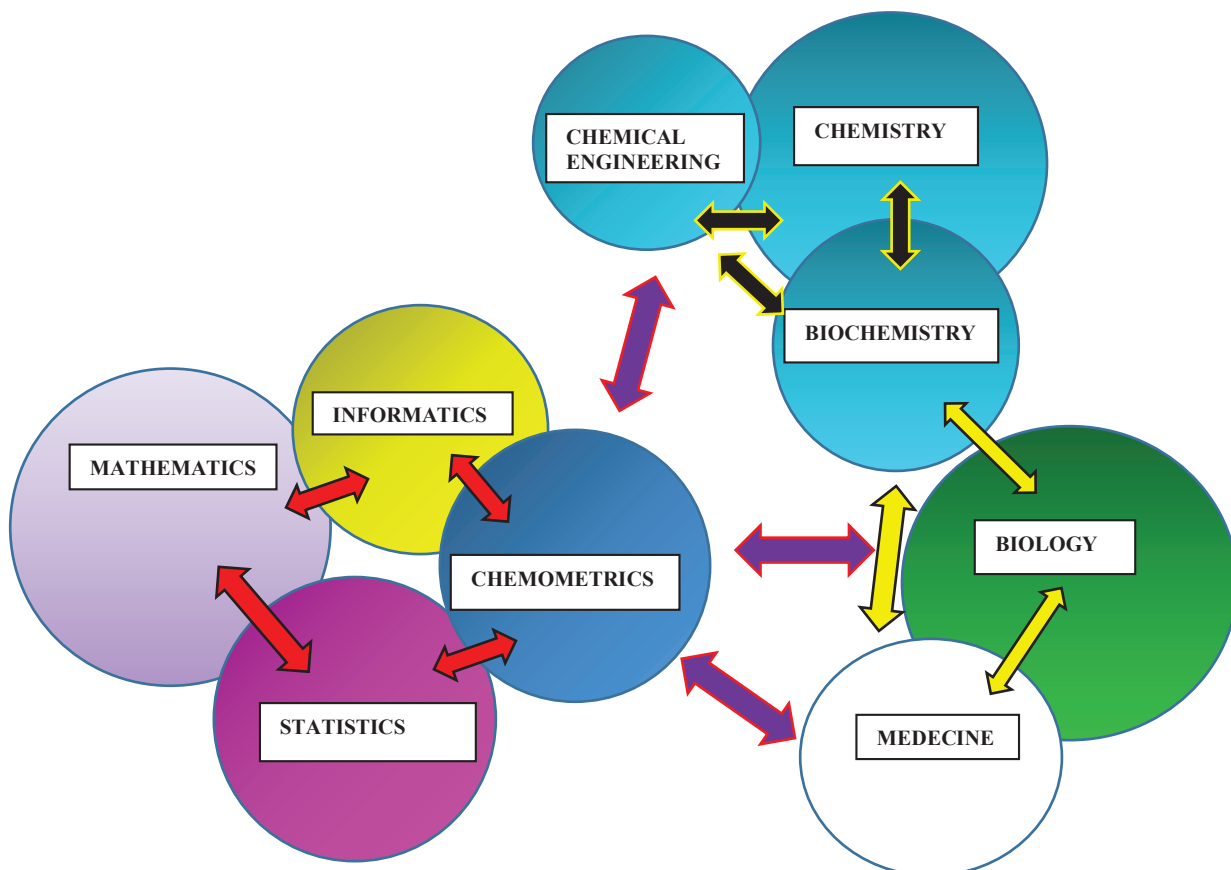 CHEMICAL
ENGINEERING
CHEMISTRY
BIOCHEMISTRY
INFORMATICS
MATHEMATICS
CHEMOMETRICS
BIOLOGY
STATISTICS
MEDECINE